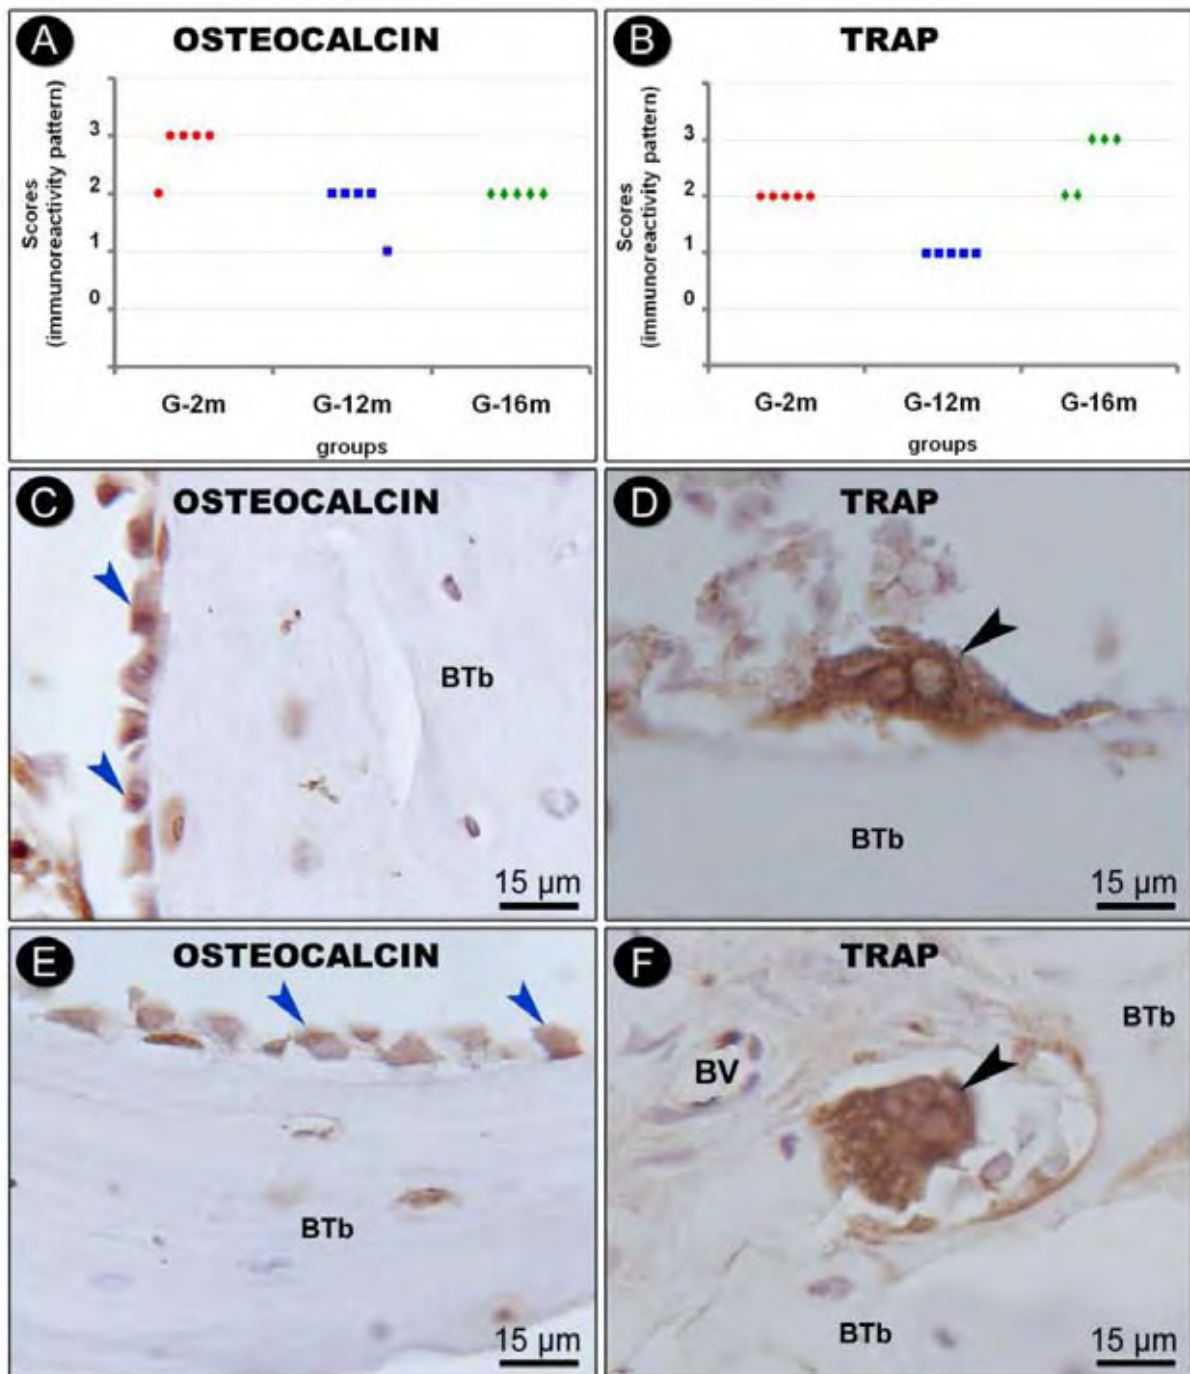 A
OSTEOCALCIN
Scores
(immunoreactivity pattern)
3
2
1
0
G-2m
G-12m
G-16m
groups
B
TRAP
Scores
(immunoreactivity pattern)
3
2
1
0
G-2m
G-12m
G-16m
groups
C
OSTEOCALCIN
BTb
15 µm
D
TRAP
BTb
15 µm
E
OSTEOCALCIN
BTb
15 µm
F
TRAP
BTb
BV
BTb
15 µm